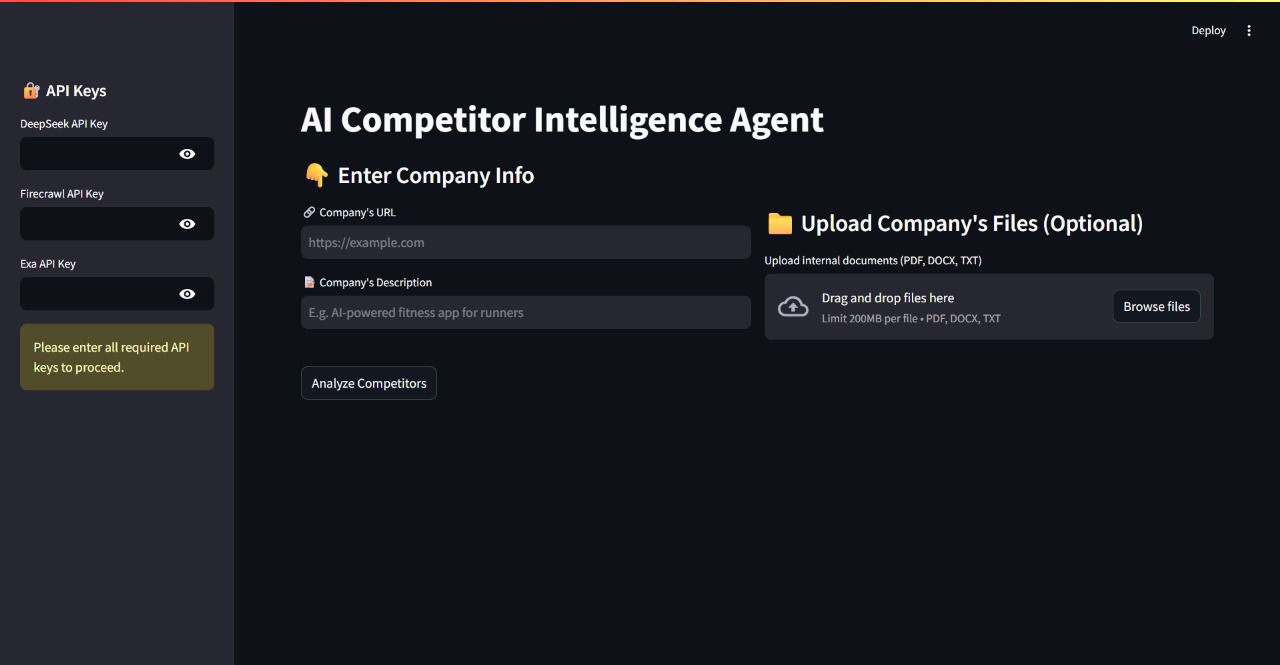 Deploy
🔐 API Keys
DeepSeek API Key
Firecrawl API Key
Exa API Key
Please enter all required API
keys to proceed.
AI Competitor Intelligence Agent
👇 Enter Company Info
🔗 Company's URL
https://example.com
📝 Company's Description
E.g. AI-powered fitness app for runners
Analyze Competitors
📁 Upload Company's Files (Optional)
Upload internal documents (PDF, DOCX, TXT)
Drag and drop files here
Limit 200MB per file • PDF, DOCX, TXT
Browse files